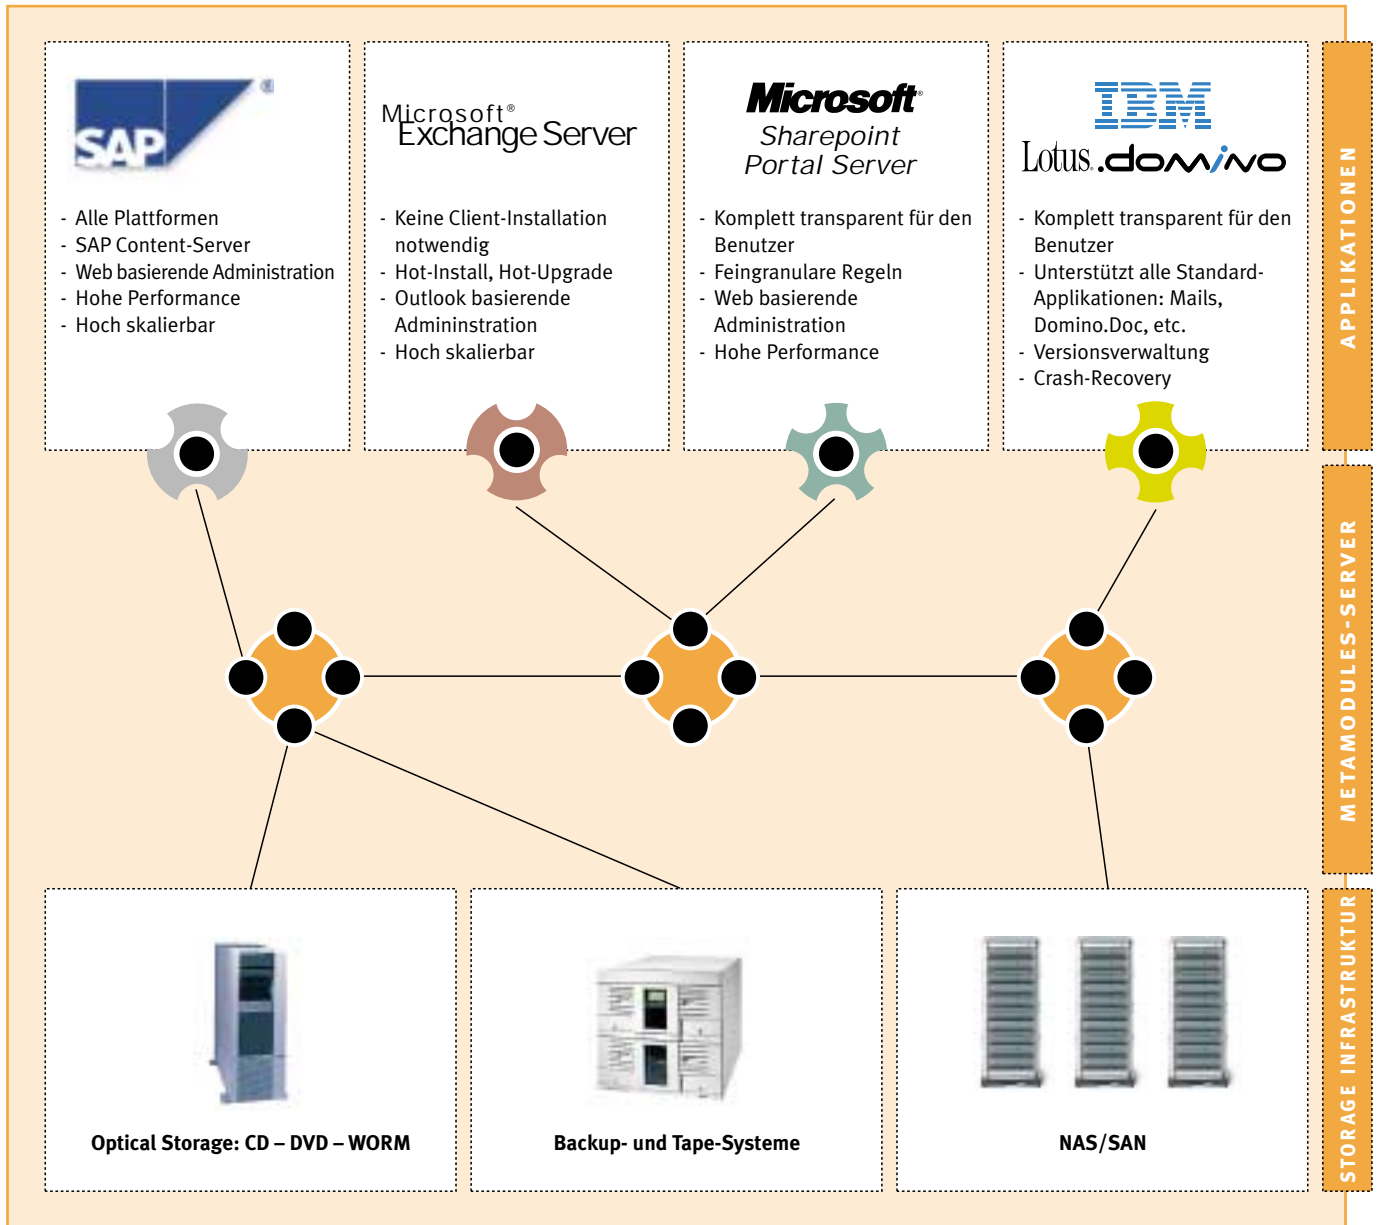 SAP ®
- Alle Plattformen
- SAP Content-Server
- Web basierende Administration
- Hohe Performance
- Hoch skalierbar
Microsoft®
Exchange Server
- Keine Client-Installation
notwendig
- Hot-Install, Hot-Upgrade
- Outlook basierende
Admininstration
- Hoch skalierbar
Microsoft®
Sharepoint
Portal Server
- Komplett transparent für den
Benutzer
- Feingranulare Regeln
- Web basierende
Administration
- Hohe Performance
IBM
Lotus. .domino
- Komplett transparent für den
Benutzer
- Unterstützt alle Standard-
Applikationen: Mails,
Domino.Doc, etc.
- Versionsverwaltung
- Crash-Recovery
APPLIKATIONEN
METAMODULES-SERVER
Optical Storage: CD – DVD – WORM
Backup- und Tape-Systeme
NAS/SAN
STORAGE INFRASTRUKTUR